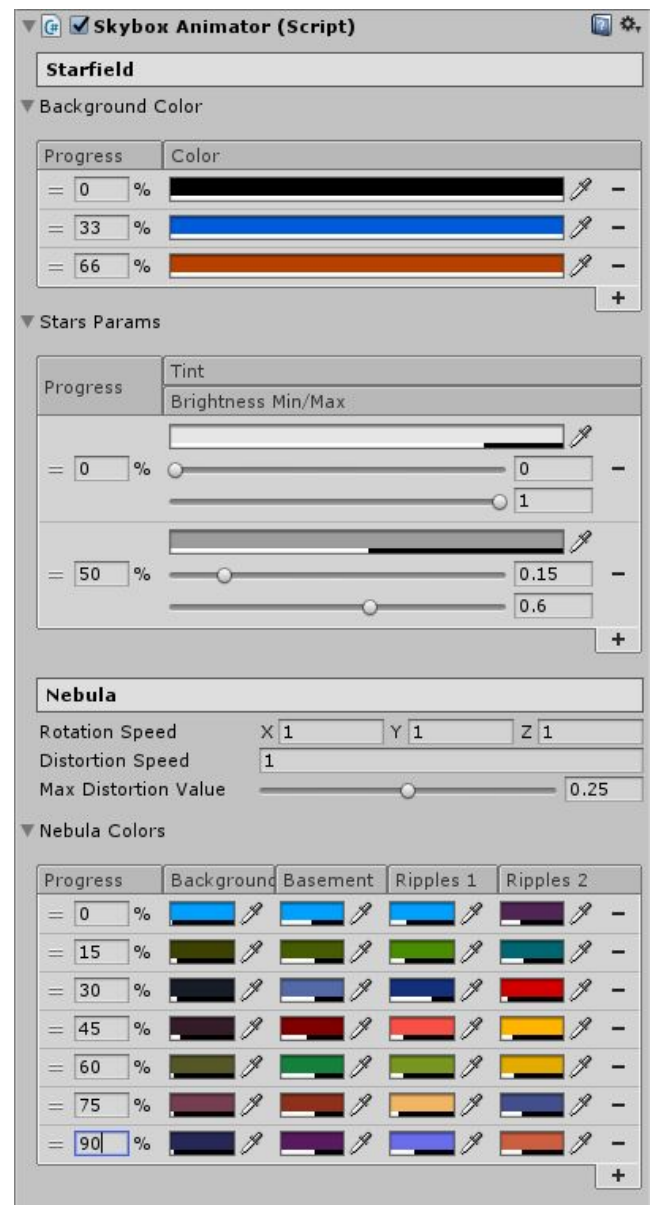 Skybox Animator (Script)
Starfield
Background Color
Progress Color
= 0 % −
= 33 % −
= 66 % −
+
Stars Params
Progress Tint
Brightness Min/Max
= 0 % 0 −
1
= 50 % 0.15 −
0.6
+
Nebula
Rotation Speed X 1 Y 1 Z 1
Distortion Speed 1
Max Distortion Value 0.25
Nebula Colors
Progress Background Basement Ripples 1 Ripples 2
= 0 % −
= 15 % −
= 30 % −
= 45 % −
= 60 % −
= 75 % −
= 90 % −
+